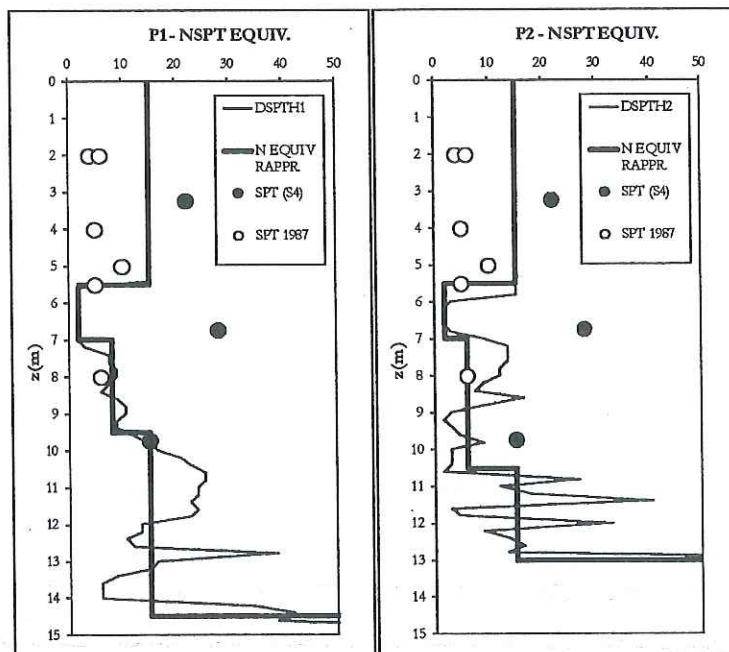 P1- NSPT EQUIV.
0 10 20 30 40 50
0
1
2
3
4
5
6
7
8
9
10
11
12
13
14
15
z (m)
DSPTH1
N EQUIV
RAPPR.
SPT (S4)
SPT 1987
P2 - NSPT EQUIV.
0 10 20 30 40 50
0
1
2
3
4
5
6
7
8
9
10
11
12
13
14
15
z (m)
DSPTH2
N EQUIV
RAPPR.
SPT (S4)
SPT 1987